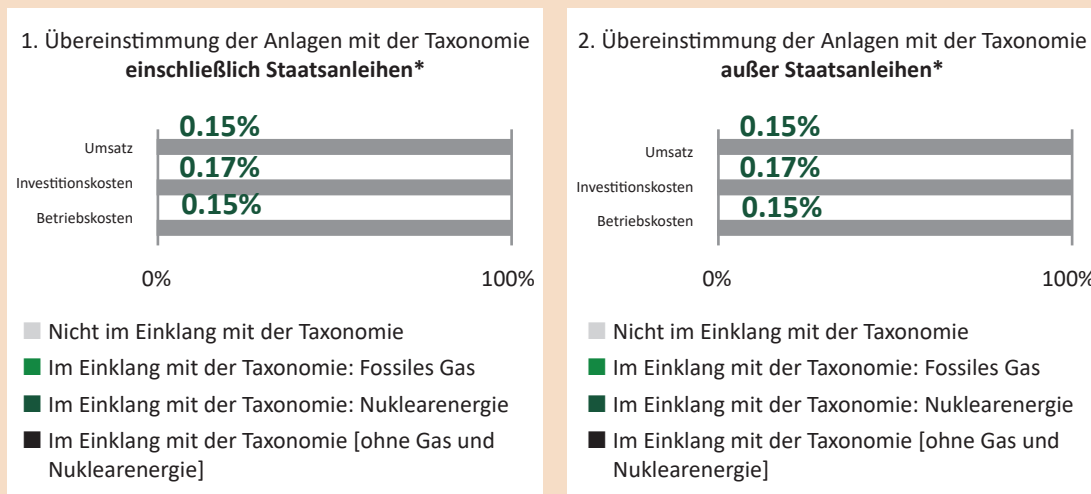 1. Übereinstimmung der Anlagen mit der Taxonomie
einschließlich Staatsanleihen*
0.15%
Umsatz
0.17%
Investitionskosten
0.15%
Betriebskosten
0%
100%
Nicht im Einklang mit der Taxonomie
Im Einklang mit der Taxonomie: Fossiles Gas
Im Einklang mit der Taxonomie: Nuklearenergie
Im Einklang mit der Taxonomie [ohne Gas und
Nuklearenergie]
2. Übereinstimmung der Anlagen mit der Taxonomie
außer Staatsanleihen*
0.15%
Umsatz
0.17%
Investitionskosten
0.15%
Betriebskosten
0%
100%
Nicht im Einklang mit der Taxonomie
Im Einklang mit der Taxonomie: Fossiles Gas
Im Einklang mit der Taxonomie: Nuklearenergie
Im Einklang mit der Taxonomie [ohne Gas und
Nuklearenergie]